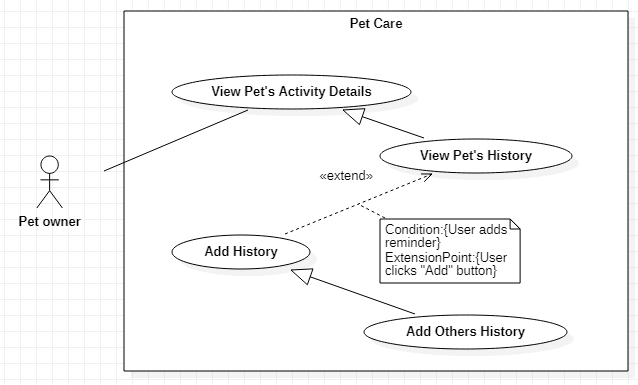 Pet Care
View Pet's Activity Details
View Pet's History
«extend»
Pet owner
Condition:{User adds
reminder}
ExtensionPoint:{User
clicks "Add" button}
Add History
Add Others History